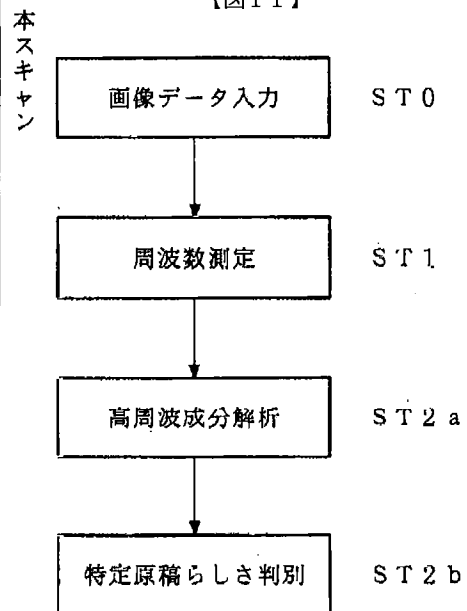 【図11】
本スキャン
画像データ入力 ST0
周波数測定 ST1
高周波成分解析 ST2a
特定原稿らしさ判別 ST2b